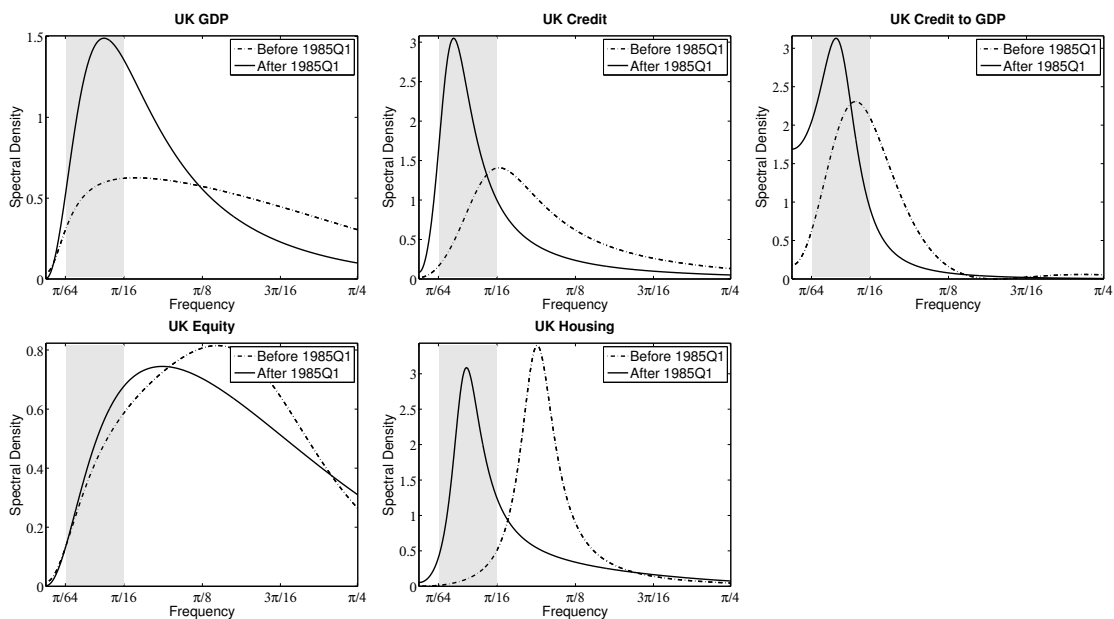 UK GDP
Spectral Density
1.5
1
0.5
0
Before 1985Q1
After 1985Q1
π/64
π/16
π/8
3π/16
π/4
Frequency
UK Credit
Spectral Density
3
2.5
2
1.5
1
0.5
0
Before 1985Q1
After 1985Q1
π/64
π/16
π/8
3π/16
π/4
Frequency
UK Credit to GDP
Spectral Density
3
2.5
2
1.5
1
0.5
0
Before 1985Q1
After 1985Q1
π/64
π/16
π/8
3π/16
π/4
Frequency
UK Equity
Spectral Density
0.8
0.6
0.4
0.2
0
Before 1985Q1
After 1985Q1
π/64
π/16
π/8
3π/16
π/4
Frequency
UK Housing
Spectral Density
3
2.5
2
1.5
1
0.5
0
Before 1985Q1
After 1985Q1
π/64
π/16
π/8
3π/16
π/4
Frequency